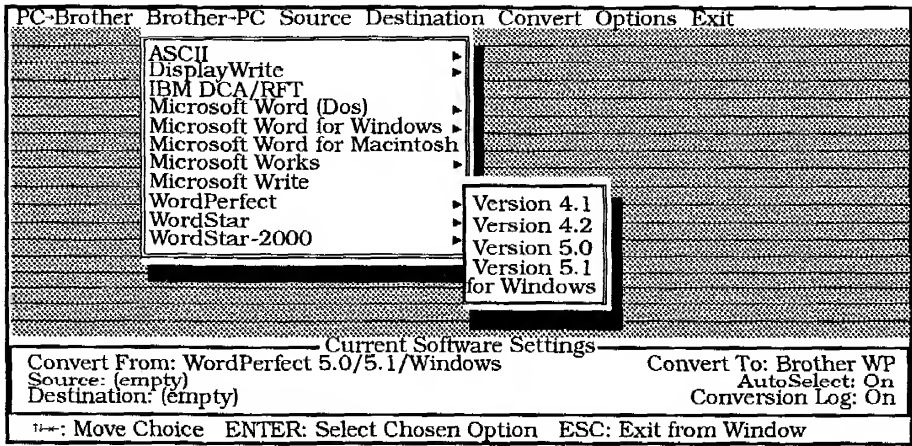 PC→Brother Brother→PC Source Destination Convert Options Exit
ASCII
DisplayWrite
IBM DCA/RFT
Microsoft Word (Dos)
Microsoft Word for Windows
Microsoft Word for Macintosh
Microsoft Works
Microsoft Write
WordPerfect
WordStar
WordStar-2000
Version 4.1
Version 4.2
Version 5.0
Version 5.1
for Windows
Current Software Settings
Convert From: WordPerfect 5.0/5.1/Windows Convert To: Brother WP
Source: (empty) AutoSelect: On
Destination: (empty) Conversion Log: On
: Move Choice ENTER: Select Chosen Option ESC: Exit from Window